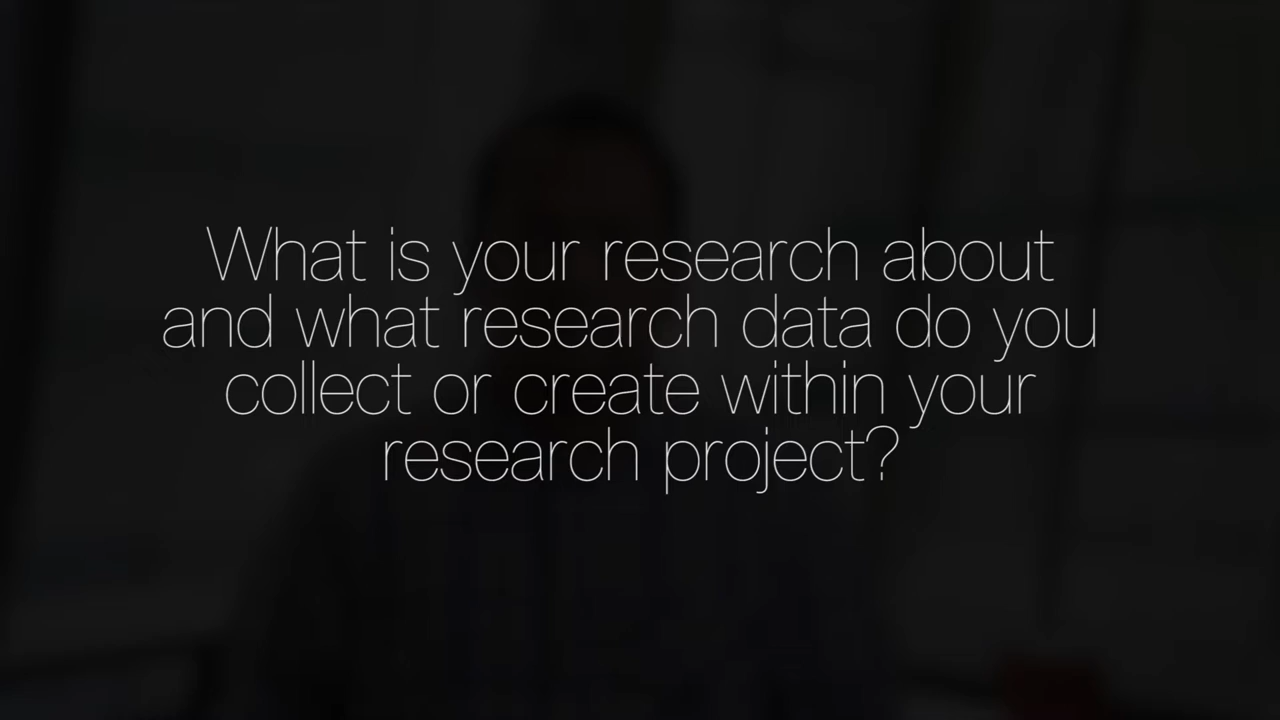 What is your research about
and what research data do you
collect or create within your
research project?